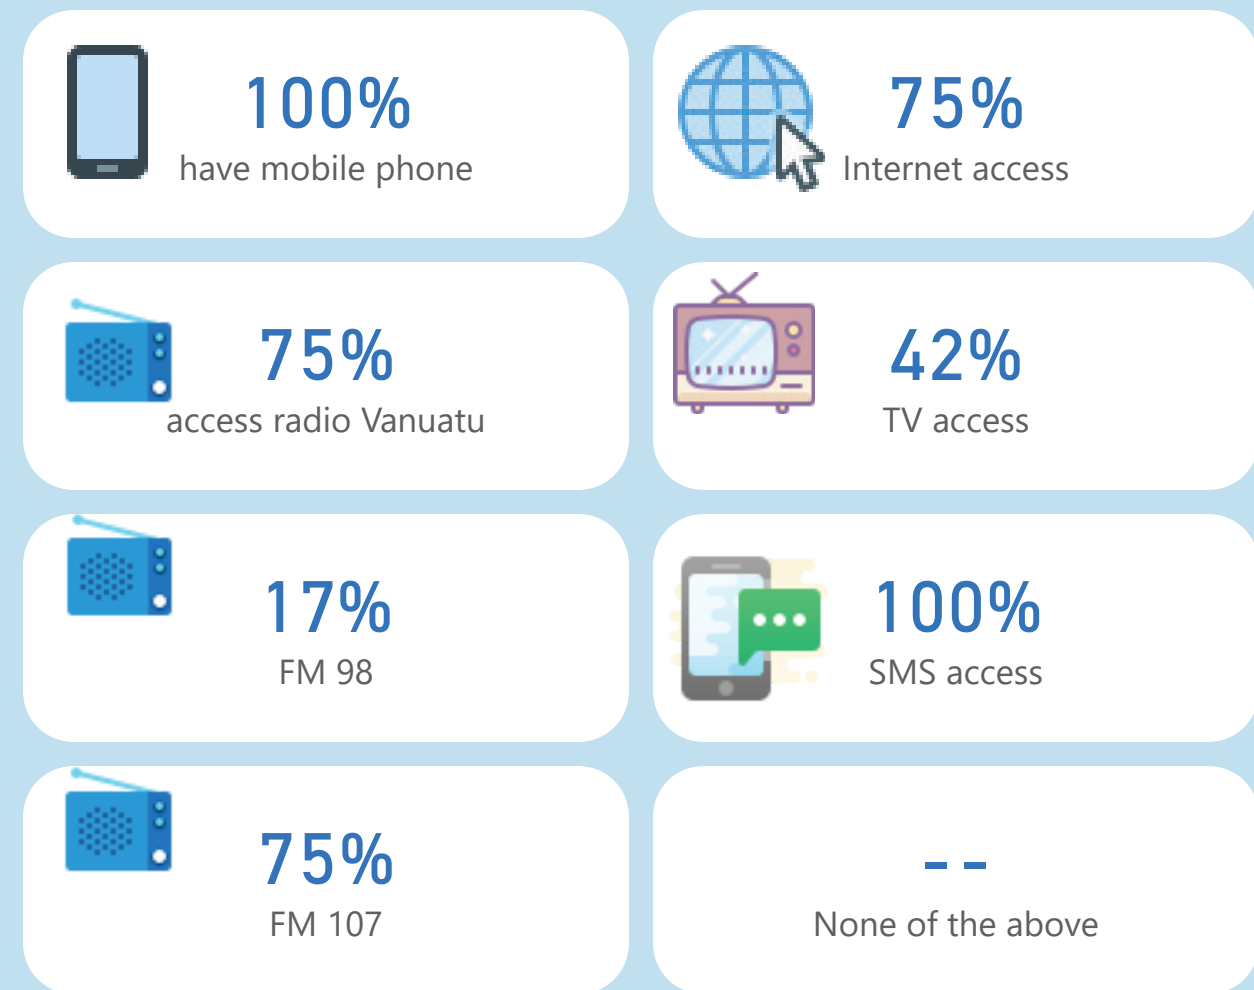 100%
have mobile phone
75%
Internet access
75%
access radio Vanuatu
42%
TV access
17%
FM 98
100%
SMS access
75%
FM 107
--
None of the above